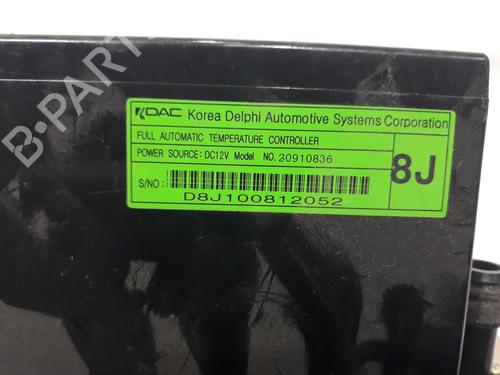 B-PARTS
KDAC Korea Delphi Automotive Systems Corporation
FULL AUTOMATIC TEMPERATURE CONTROLLER
POWER SOURCE: DC12V Model NO. 20910836
8J
S/NO:
D8J100812052